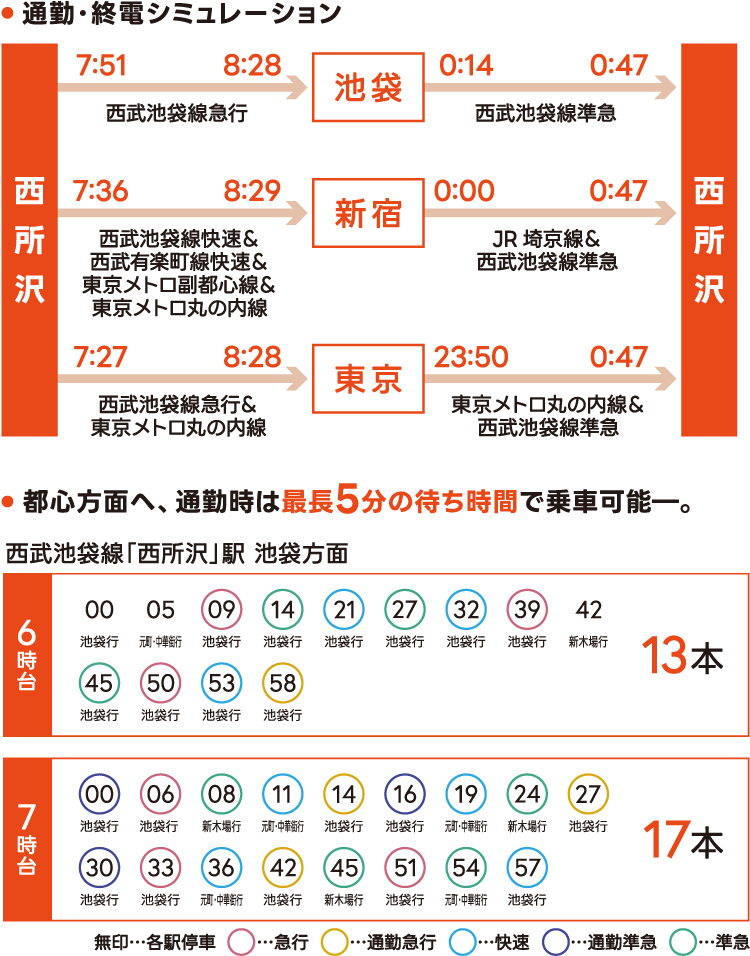 ● 通勤・終電シミュレーション
7:51 8:28 池袋 0:14 0:47
西武池袋線急行 西武池袋線準急
西所沢
西所沢
7:36 8:29 新宿 0:00 0:47
西武池袋線快速&
西武有楽町線快速&
東京メトロ副都心線&
東京メトロ丸の内線
JR 埼京線&
西武池袋線準急
7:27 8:28 東京 23:50 0:47
西武池袋線急行&
東京メトロ丸の内線
東京メトロ丸の内線&
西武池袋線準急
● 都心方面へ、通勤時は最長5分の待ち時間で乗車可能―。
西武池袋線「西所沢」駅 池袋方面
6時台
00 05 09 14 21 27 32 39 42
池袋行 元町・中華街行 池袋行 池袋行 池袋行 池袋行 池袋行 池袋行 新木場行
45 50 53 58
池袋行 池袋行 池袋行 池袋行
13本
7時台
00 06 08 11 14 16 19 24 27
池袋行 池袋行 新木場行 元町・中華街行 池袋行 池袋行 元町・中華街行 新木場行 池袋行
30 33 36 42 45 51 54 57
池袋行 池袋行 元町・中華街行 池袋行 新木場行 池袋行 元町・中華街行 池袋行
17本
無印…各駅停車 …急行 …通勤急行 …快速 …通勤準急 …準急